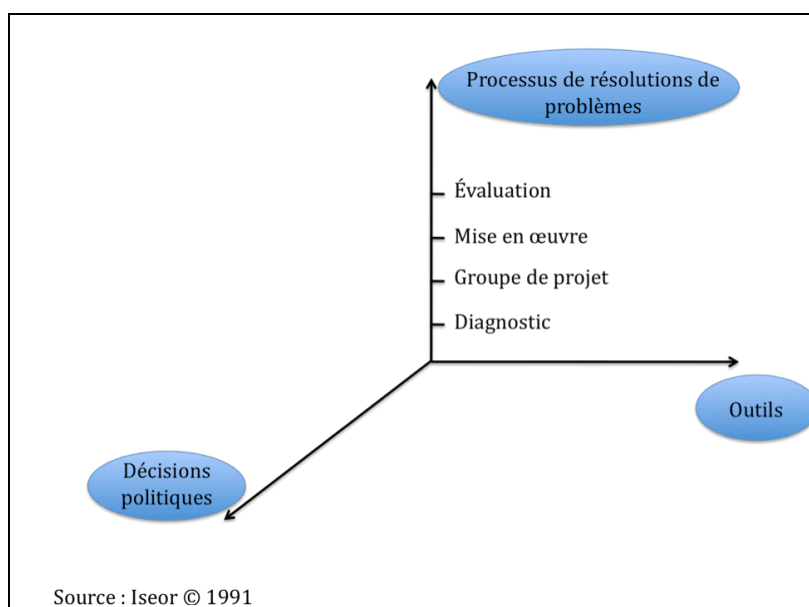 Processus de résolutions de
problèmes
Évaluation
Mise en œuvre
Groupe de projet
Diagnostic
Outils
Décisions
politiques
Source : Iseor © 1991